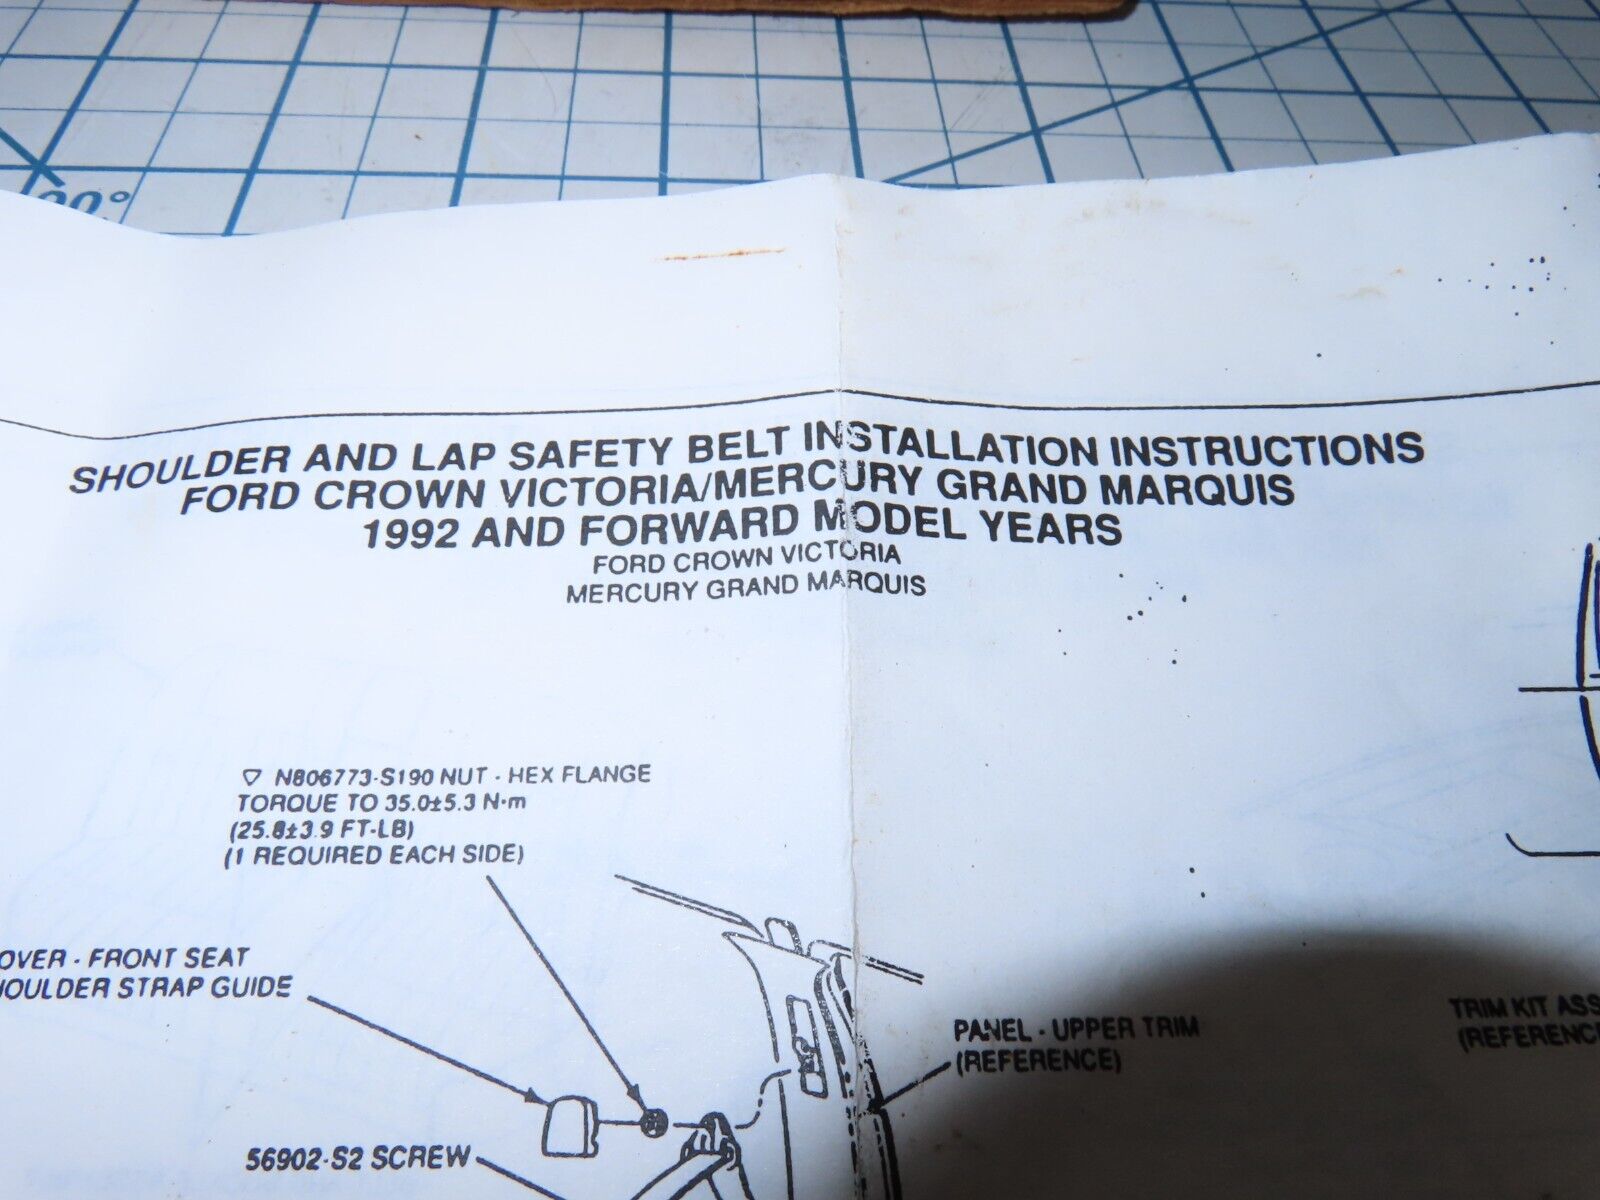 90°
SHOULDER AND LAP SAFETY BELT INSTALLATION INSTRUCTIONS
FORD CROWN VICTORIA/MERCURY GRAND MARQUIS
1992 AND FORWARD MODEL YEARS
FORD CROWN VICTORIA
MERCURY GRAND MARQUIS
▽ N806773-S190 NUT - HEX FLANGE
TORQUE TO 35.0±5.3 N·m
(25.8±3.9 FT-LB)
(1 REQUIRED EACH SIDE)
OVER - FRONT SEAT
HOULDER STRAP GUIDE
PANEL - UPPER TRIM
(REFERENCE)
TRIM KIT ASS
(REFERENC
56902-S2 SCREW